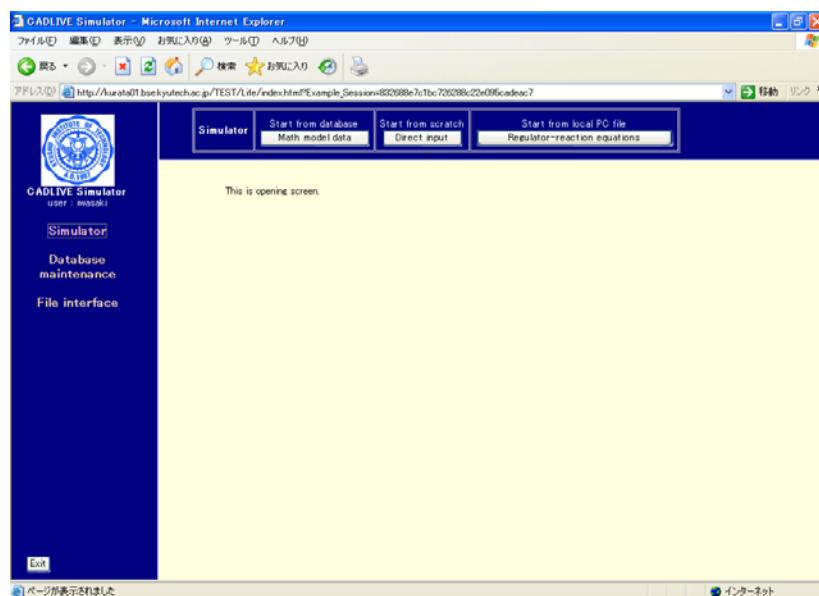 CADLIVE Simulator - Microsoft Internet Explorer
ファイル(F) 編集(E) 表示(V) お気に入り(A) ツール(T) ヘルプ(H)
戻る 検索 お気に入り
アドレス(D) http://kurata01.bse.kyutech.ac.jp/TEST/Life/index.html?Example_Session=832688e7c1bc726288c22e095cadeac7 移動 リンク
Simulator
Start from database
Math model data
Start from scratch
Direct input
Start from local PC file
Regulator-reaction equations
CADLIVE Simulator
user : iwasaki
Simulator
Database
maintenance
File interface
Exit
This is opening screen.
ページが表示されました インターネット